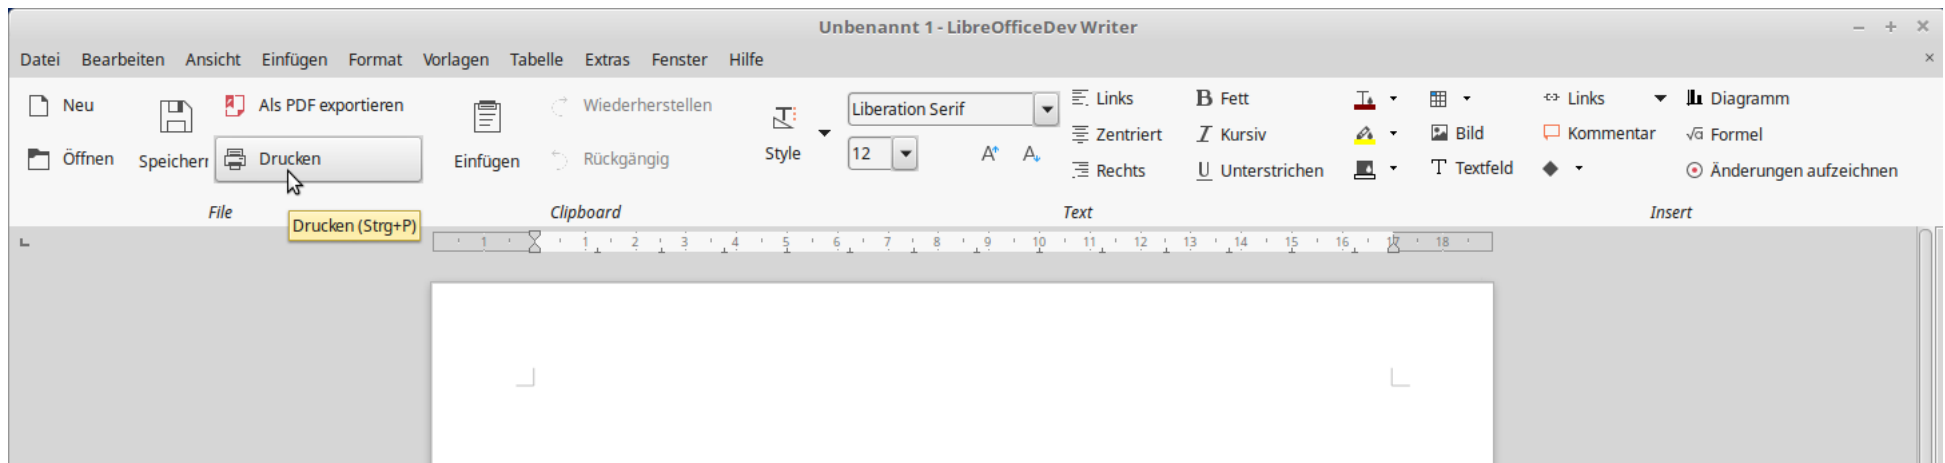 Unbenannt 1 - LibreOfficeDev Writer
Datei Bearbeiten Ansicht Einfügen Format Vorlagen Tabelle Extras Fenster Hilfe
Neu Als PDF exportieren Wiederherstellen Liberation Serif Links Fett Links Diagramm
Zentriert Kursiv Bild Kommentar Formel
Öffnen Speichern Drucken Einfügen Rückgängig Style 12 Rechts Unterstrichen Textfeld Änderungen aufzeichnen
File Clipboard Text Insert
Drucken (Strg+P)
1 1 2 3 4 5 6 7 8 9 10 11 12 13 14 15 16 17 18